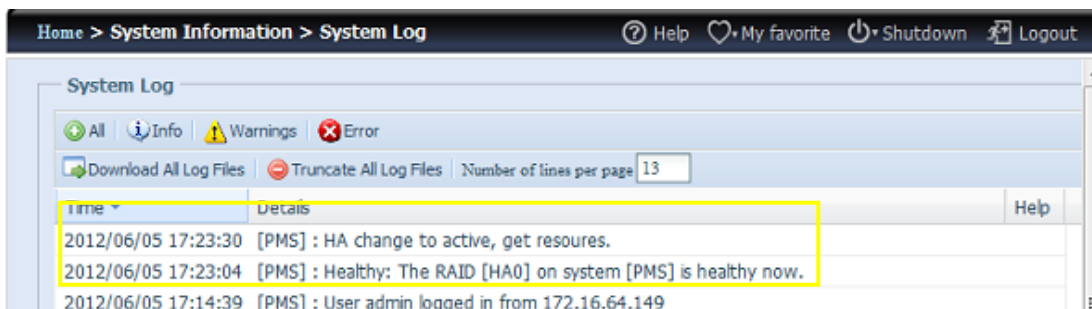 Home > System Information > System Log Help My favorite Shutdown Logout
System Log
All Info Warnings Error
Download All Log Files Truncate All Log Files Number of lines per page 13
Time Details Help
2012/06/05 17:23:30 [PMS] : HA change to active, get resoures.
2012/06/05 17:23:04 [PMS] : Healthy: The RAID [HA0] on system [PMS] is healthy now.
2012/06/05 17:14:39 [PMS] : User admin logged in from 172.16.64.149